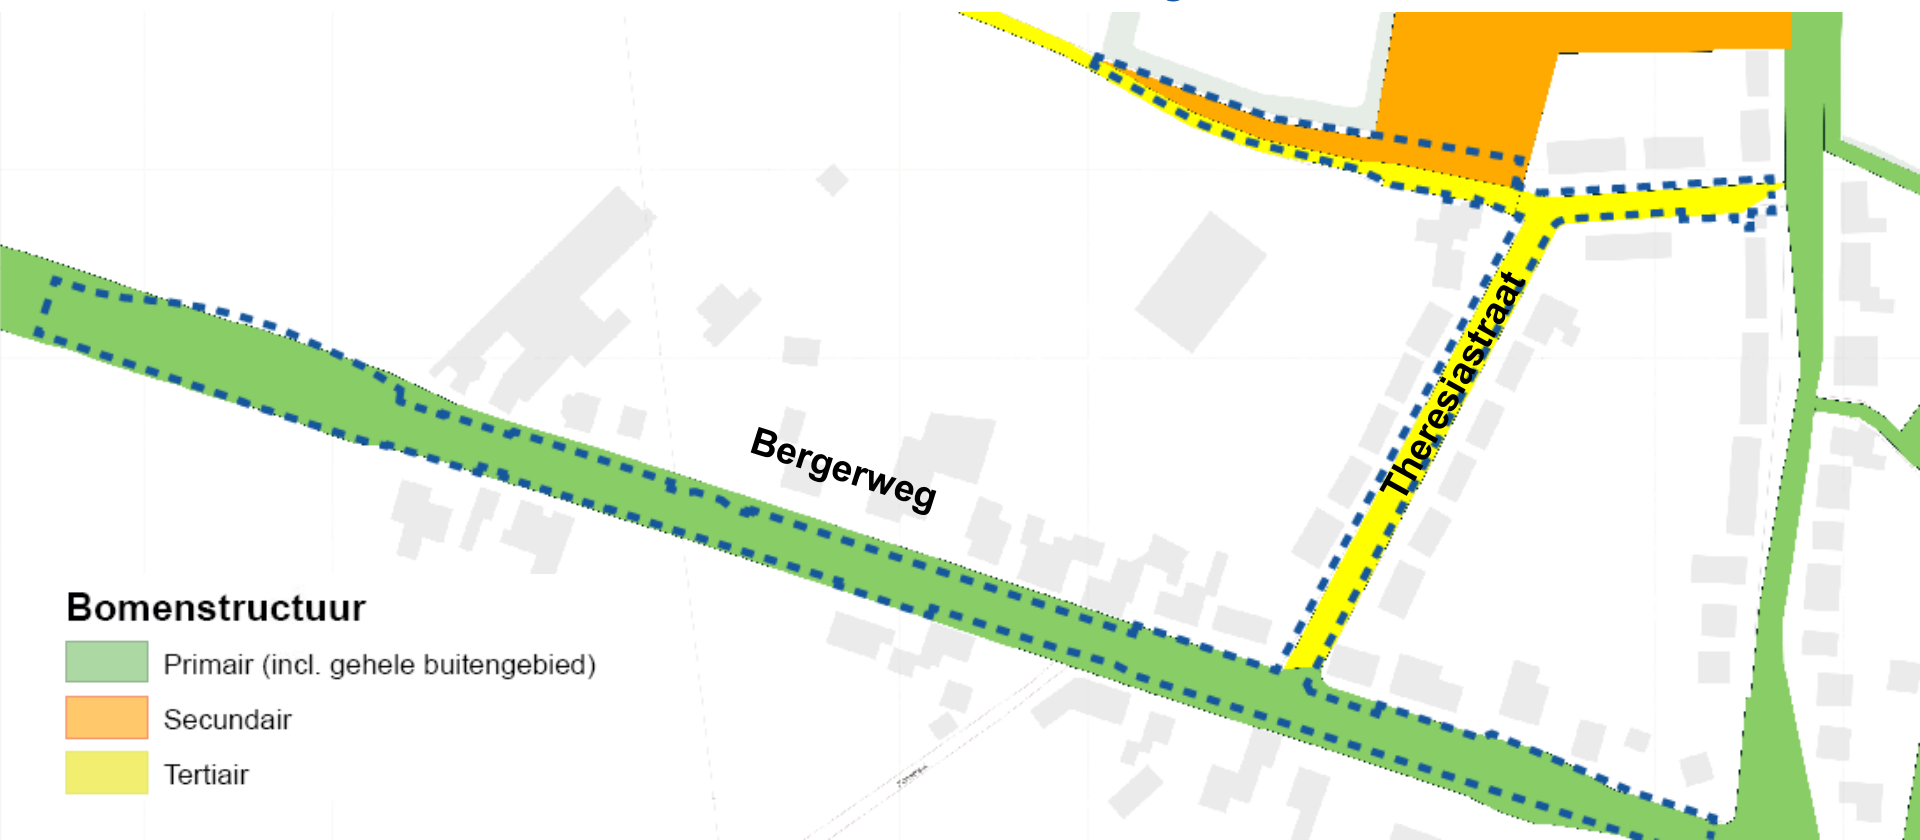 Theresiastraat
Bergerweg
Bomenstructuur
Primair (incl. gehele buitengebied)
Secundair
Tertiair